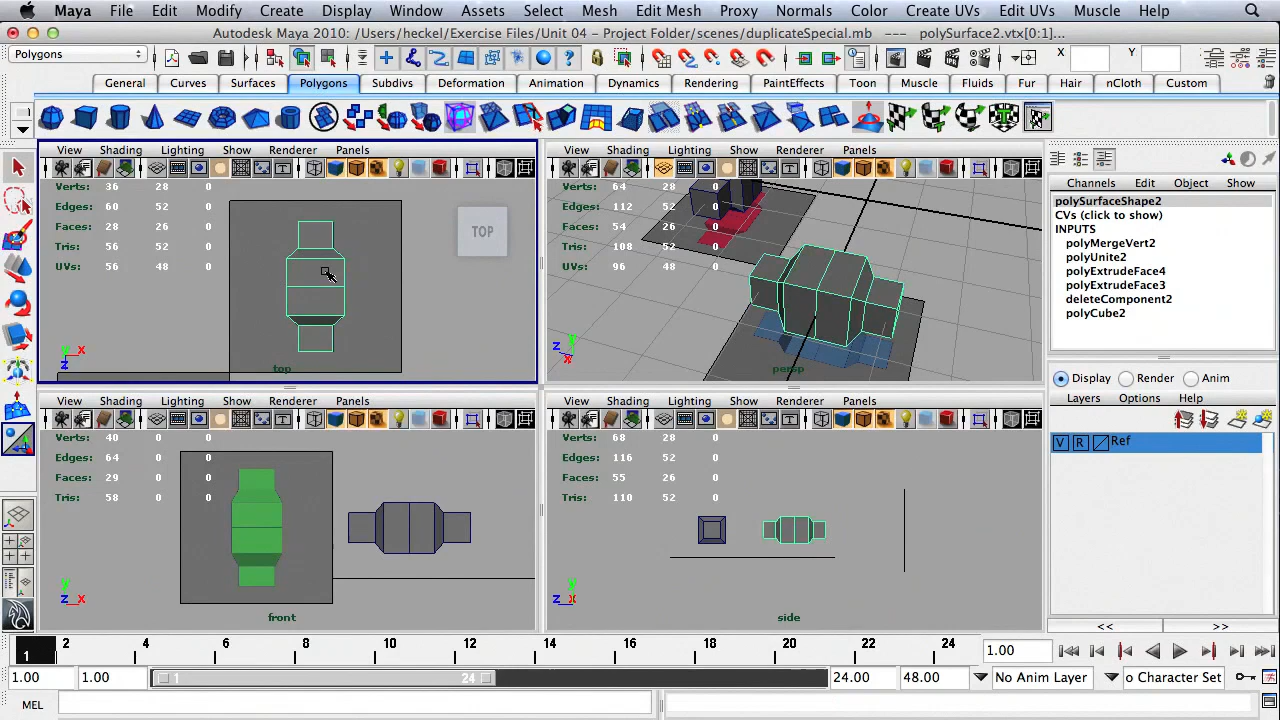 Maya File Edit Modify Create Display Window Assets Select Mesh Edit Mesh Proxy Normals Color Create UVs Edit UVs Muscle Help
Autodesk Maya 2010: /Users/heckel/Exercise Files/Unit 04 - Project Folder/scenes/duplicateSpecial.mb --- polySurface2.vtx[0:1]...
Polygons X Y
General Curves Surfaces Polygons Subdivs Deformation Animation Dynamics Rendering PaintEffects Toon Muscle Fluids Fur Hair nCloth Custom
View Shading Lighting Show Renderer Panels
Verts: 36 28 0
Edges: 60 52 0
Faces: 28 26 0
Tris: 56 52 0
UVs: 56 48 0
TOP
y x
z
top
View Shading Lighting Show Renderer Panels
Verts: 64 28 0
Edges: 112 52 0
Faces: 54 26 0
Tris: 108 52 0
UVs: 96 48 0
y
z x
persp
Channels Edit Object Show
polySurfaceShape2
CVs (click to show)
INPUTS
polyMergeVert2
polyUnite2
polyExtrudeFace4
polyExtrudeFace3
deleteComponent2
polyCube2
Display Render Anim
Layers Options Help
V R Ref
<< >>
View Shading Lighting Show Renderer Panels
Verts: 40 0 0
Edges: 64 0 0
Faces: 29 0 0
Tris: 58 0 0
y
z x
front
View Shading Lighting Show Renderer Panels
Verts: 68 28 0
Edges: 116 52 0
Faces: 55 26 0
Tris: 110 52 0
y
z x
side
1 2 4 6 8 10 12 14 16 18 20 22 24 1.00
1.00 1.00 1 24 24.00 48.00 No Anim Layer o Character Set
MEL